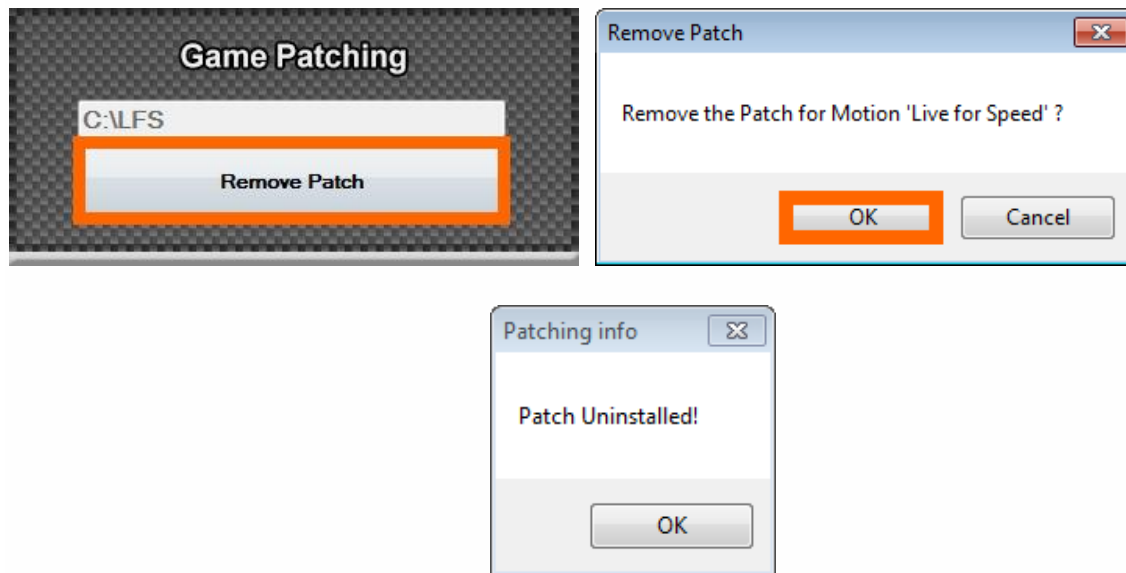 Game Patching
C:\LFS
Remove Patch
Remove Patch
Remove the Patch for Motion 'Live for Speed' ?
OK
Cancel
Patching info
Patch Uninstalled!
OK